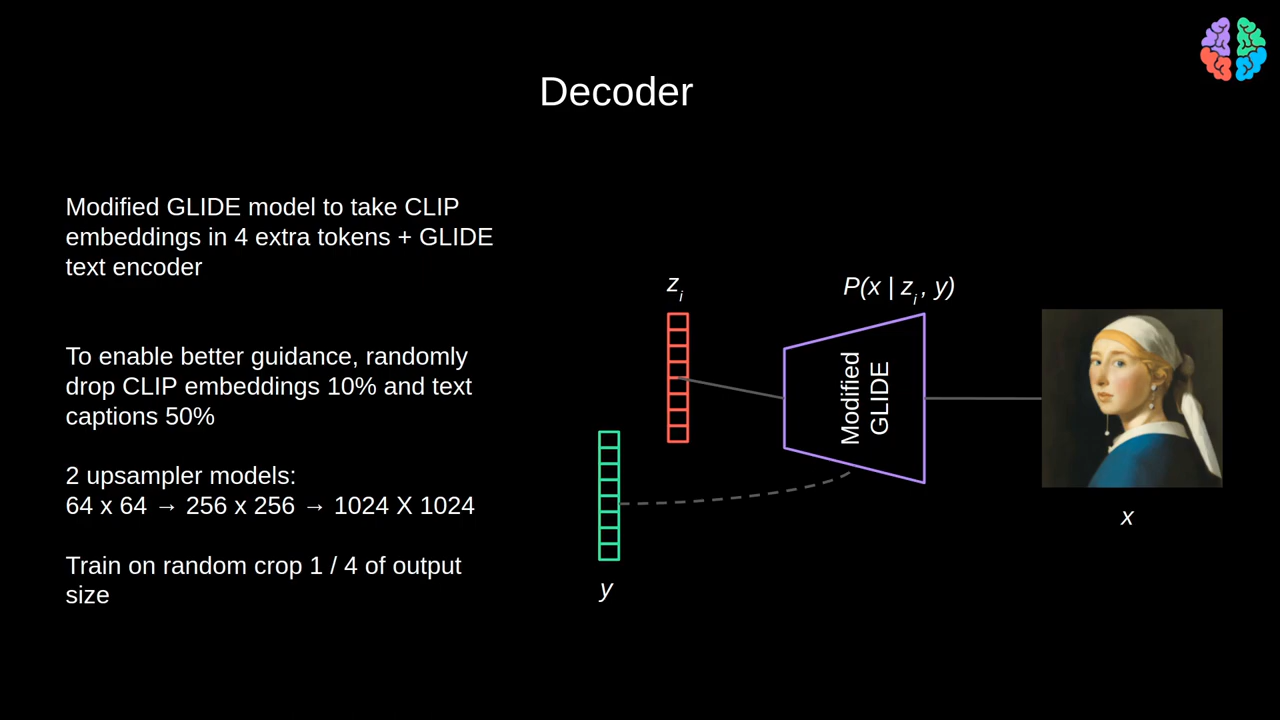 Decoder
Modified GLIDE model to take CLIP
embeddings in 4 extra tokens + GLIDE
text encoder
To enable better guidance, randomly
drop CLIP embeddings 10% and text
captions 50%
2 upsampler models:
64 x 64 → 256 x 256 → 1024 X 1024
Train on random crop 1 / 4 of output
size
zi
P(x | zi, y)
Modified
GLIDE
y
x